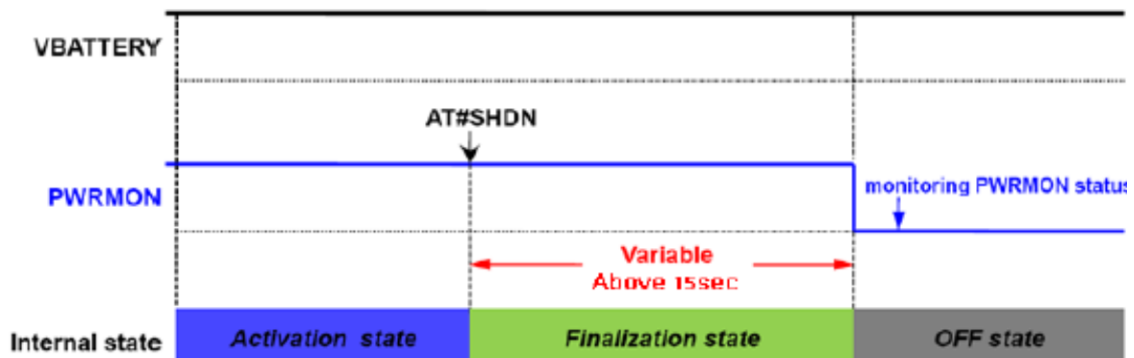 VBATTERY
AT#SHDN
PWRMON
monitoring PWRMON status
Variable
Above 15sec
Internal state
Activation state
Finalization state
OFF state